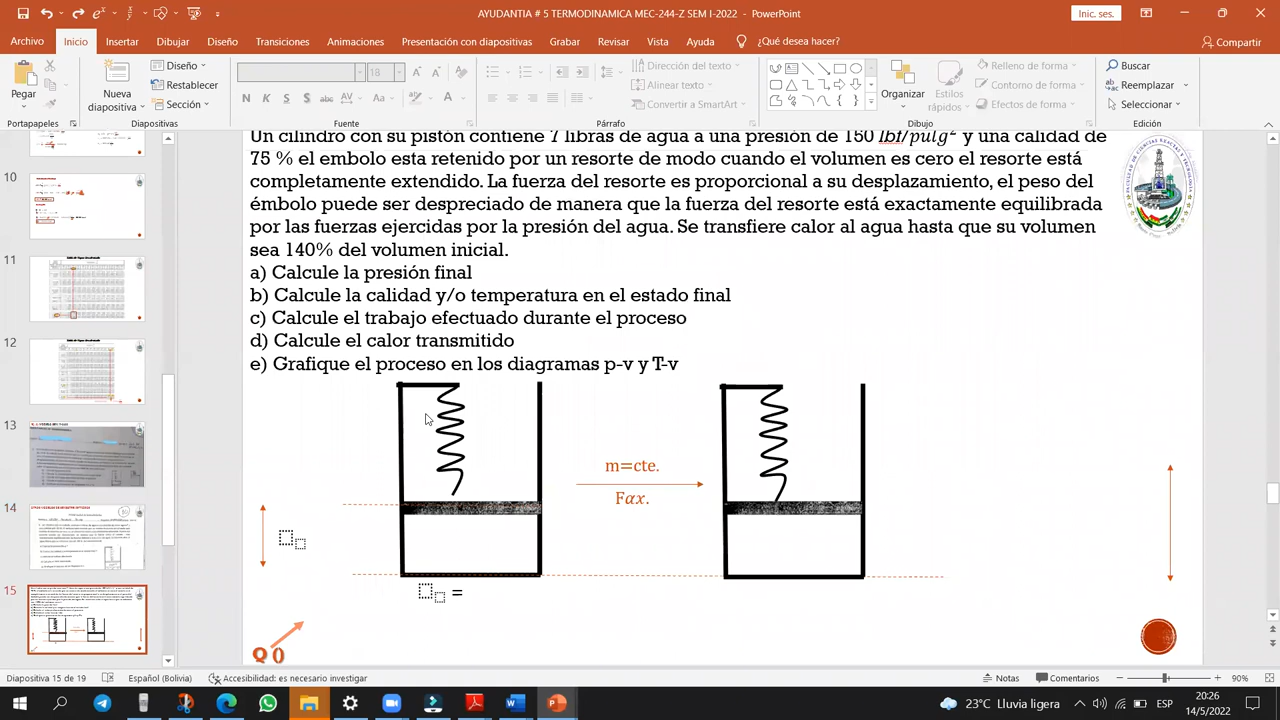 AYUDANTIA # 5 TERMODINAMICA MEC-244-Z SEM I-2022 - PowerPoint
Inic. ses.
Archivo Inicio Insertar Dibujar Diseño Transiciones Animaciones Presentación con diapositivas Grabar Revisar Vista Ayuda ¿Qué desea hacer? Compartir
Pegar
Nueva diapositiva
Diseño
Restablecer
Sección
18
N K S S abc AV Aa A
Dirección del texto
Alinear texto
Convertir a SmartArt
Organizar
Estilos rápidos
Relleno de forma
Contorno de forma
Efectos de forma
Buscar
Reemplazar
Seleccionar
Portapapeles Diapositivas Fuente Párrafo Dibujo Edición
Un cilindro con su pistón contiene 7 libras de agua a una presión de 150 lbf/pulg² y una calidad de
75 % el embolo esta retenido por un resorte de modo cuando el volumen es cero el resorte está
completamente extendido. La fuerza del resorte es proporcional a su desplazamiento, el peso del
émbolo puede ser despreciado de manera que la fuerza del resorte está exactamente equilibrada
por las fuerzas ejercidas por la presión del agua. Se transfiere calor al agua hasta que su volumen
sea 140% del volumen inicial.
a) Calcule la presión final
b) Calcule la calidad y/o temperatura en el estado final
c) Calcule el trabajo efectuado durante el proceso
d) Calcule el calor transmitido
e) Grafique el proceso en los diagramas p-v y T-v
m=cte.
Fαx.
=
10
11
13
14
15
Diapositiva 15 de 19 Español (Bolivia) Accesibilidad: es necesario investigar Notas Comentarios 90%
23°C Lluvia ligera ESP 20:26
14/5/2022